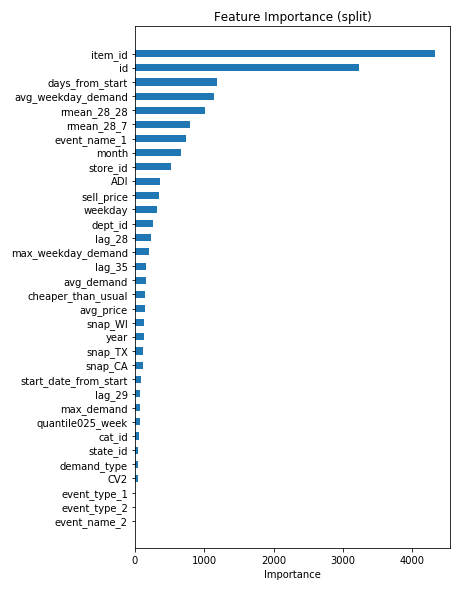 Feature Importance (split)
item_id
id
days_from_start
avg_weekday_demand
rmean_28_28
rmean_28_7
event_name_1
month
store_id
ADI
sell_price
weekday
dept_id
lag_28
max_weekday_demand
lag_35
avg_demand
cheaper_than_usual
avg_price
snap_WI
year
snap_TX
snap_CA
start_date_from_start
lag_29
max_demand
quantile025_week
cat_id
state_id
demand_type
CV2
event_type_1
event_type_2
event_name_2
0 1000 2000 3000 4000
Importance